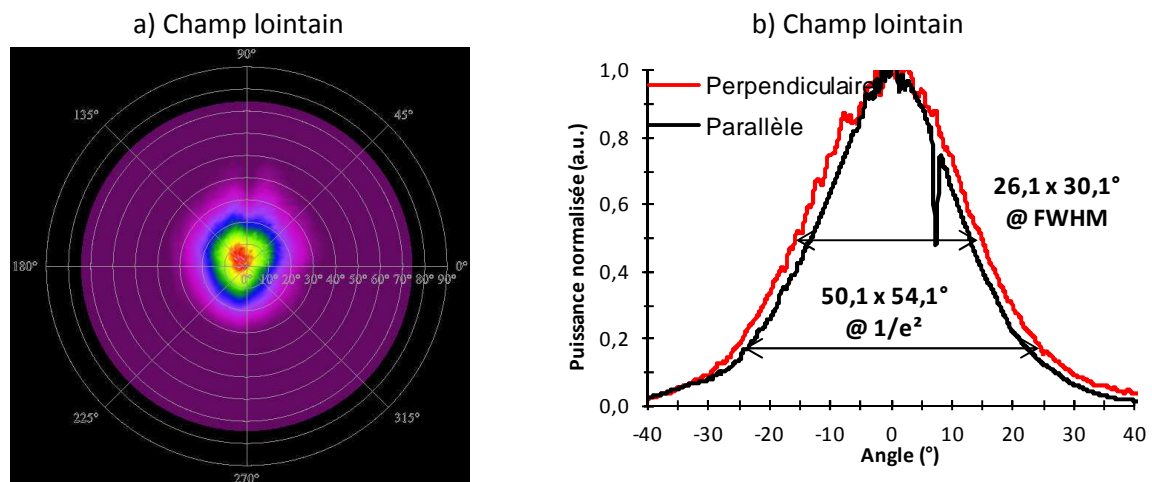 a) Champ lointain
90°
135°
45°
180°
0° 10° 20° 30° 40° 50° 60° 70° 80° 90°
0°
225°
315°
270°
b) Champ lointain
Puissance normalisée (a.u.)
1,0
0,8
0,6
0,4
0,2
0,0
Perpendiculaire
Parallèle
26,1 x 30,1°
@ FWHM
50,1 x 54,1°
@ 1/e²
-40 -30 -20 -10 0 10 20 30 40
Angle (°)